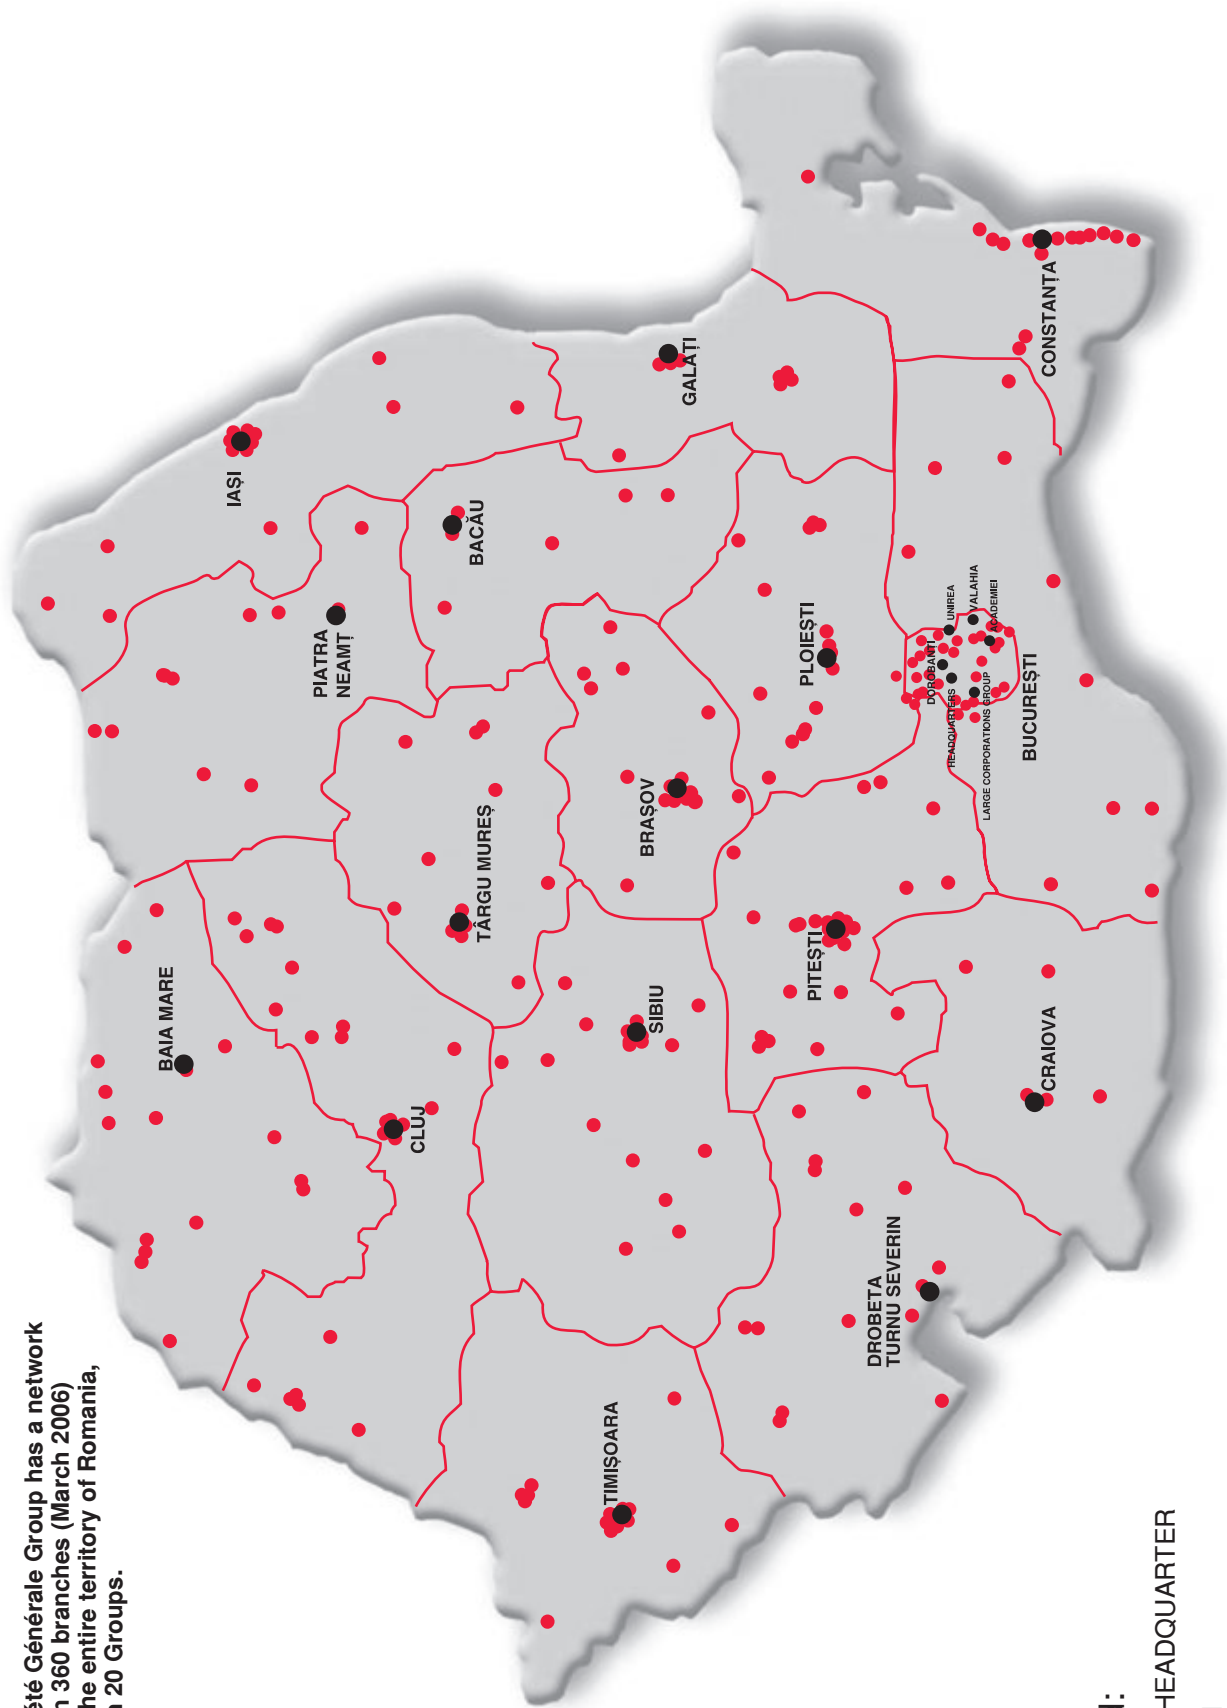 été Générale Group has a network
n 360 branches (March 2006)
he entire territory of Romania,
20 Groups.
BAIA MARE
CLUJ
TIMIȘOARA
IAȘI
PIATRA
NEAMȚ
BACĂU
TÂRGU MUREȘ
BRAȘOV
SIBIU
GALAȚI
PLOIEȘTI
PITEȘTI
DROBETA
TURNU SEVERIN
CRAIOVA
UNIREA
VALAHIA
ACADEMIEI
DOROBANTI
HEADQUARTERS
LARGE CORPORATIONS GROUP
BUCUREȘTI
CONSTANȚA
HEADQUARTER